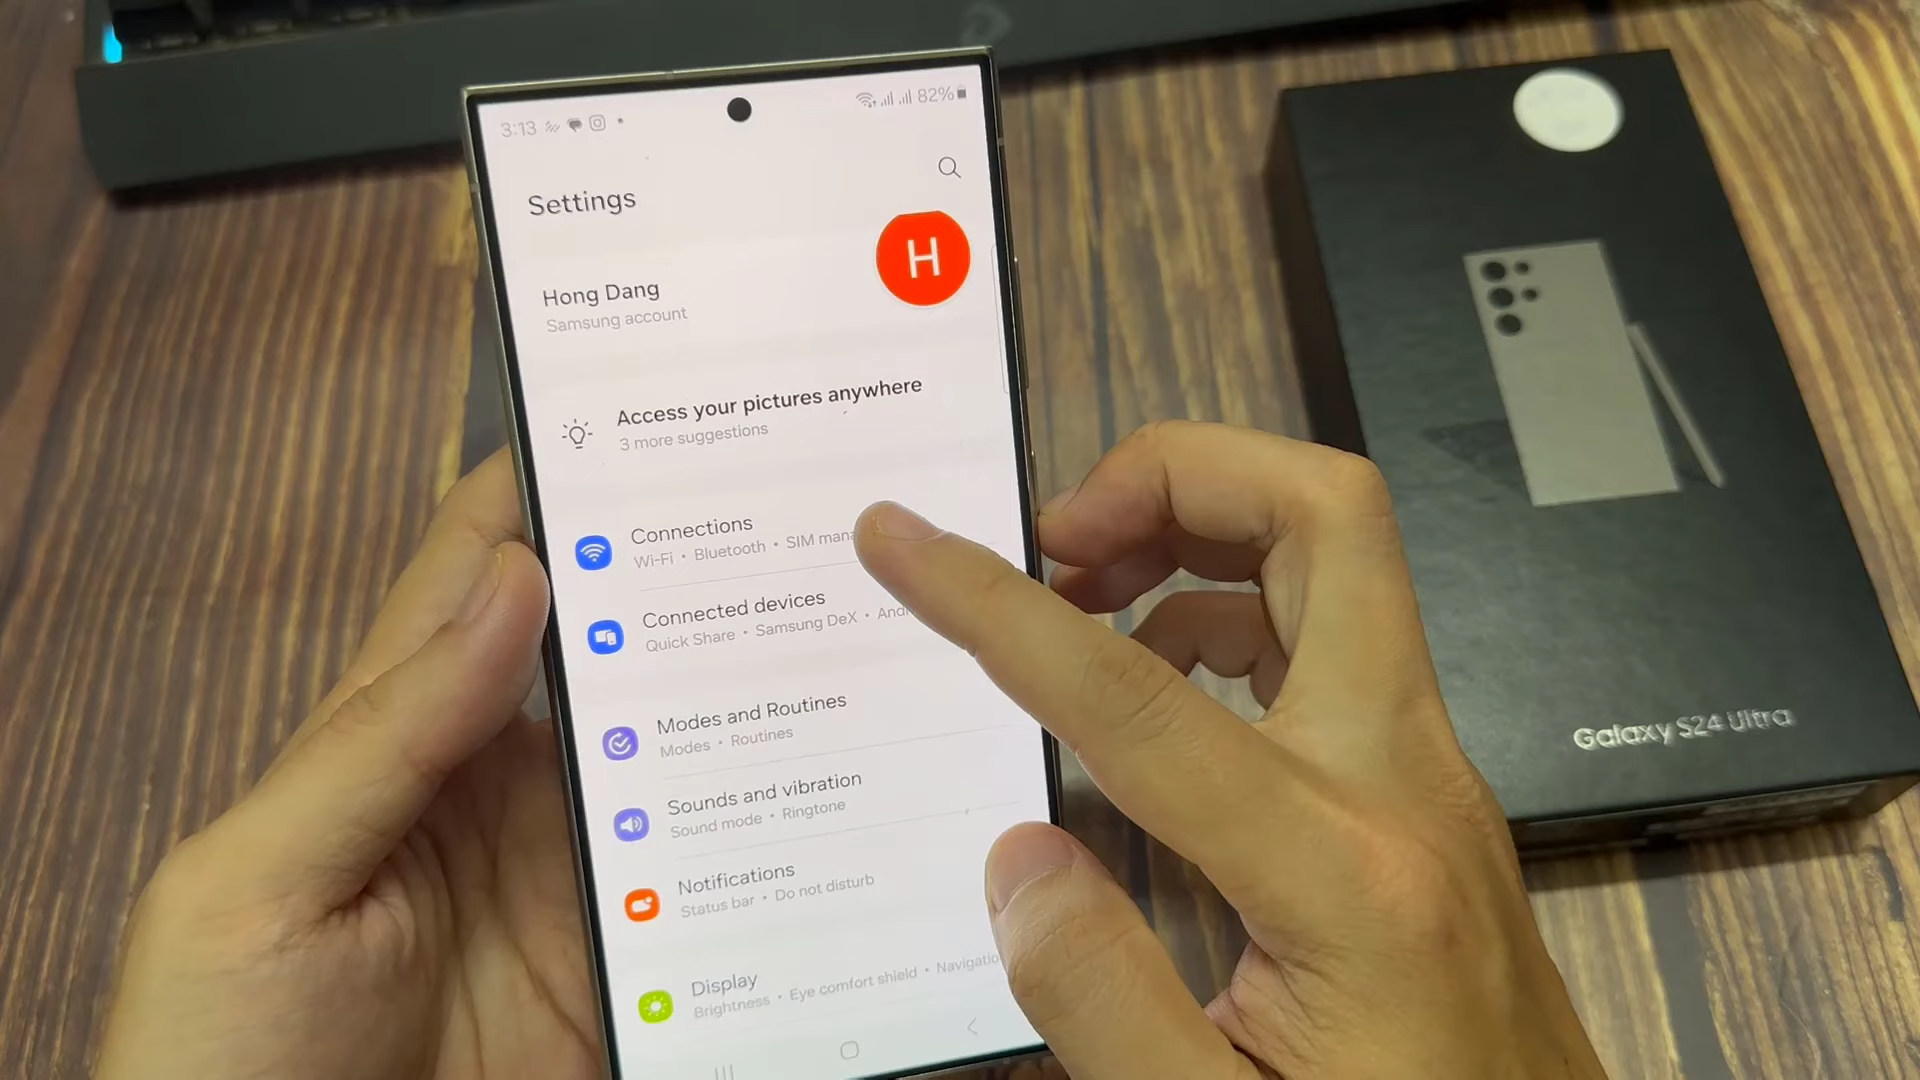 3:13
82%
Settings
Hong Dang
Samsung account
H
Access your pictures anywhere
3 more suggestions
Connections
Wi-Fi • Bluetooth • SIM mana
Connected devices
Quick Share • Samsung DeX • And
Modes and Routines
Modes • Routines
Sounds and vibration
Sound mode • Ringtone
Notifications
Status bar • Do not disturb
Display
Brightness • Eye comfort shield • Navigatio
Galaxy S24 Ultra